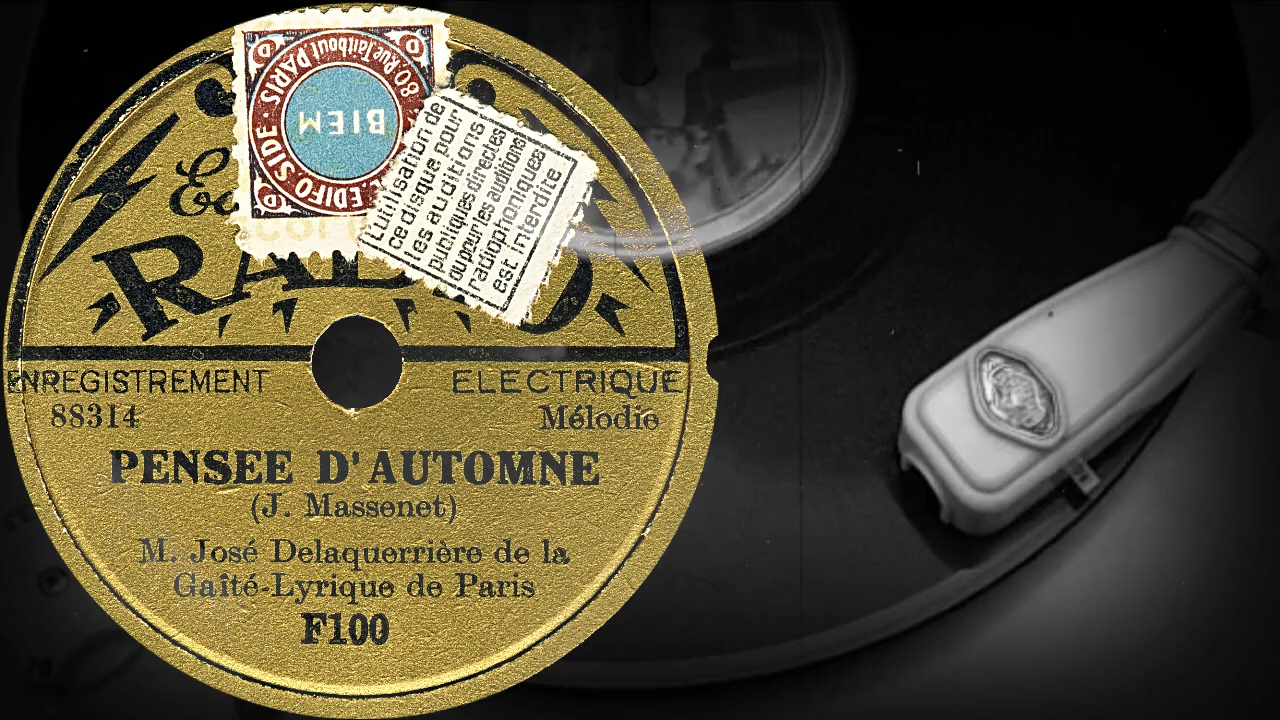 80, Rue Taitbout PARIS
L. EDIFO SIDE
BIEM
L'utilisation de
ce disque pour
les auditions
publiques directes
ou pour les auditions
radiophoniques
est interdite.
RADIO
ENREGISTREMENT ELECTRIQUE
88314 Mélodie
PENSEE D'AUTOMNE
(J. Massenet)
M. José Delaquerrière de la
Gaîté-Lyrique de Paris
F100